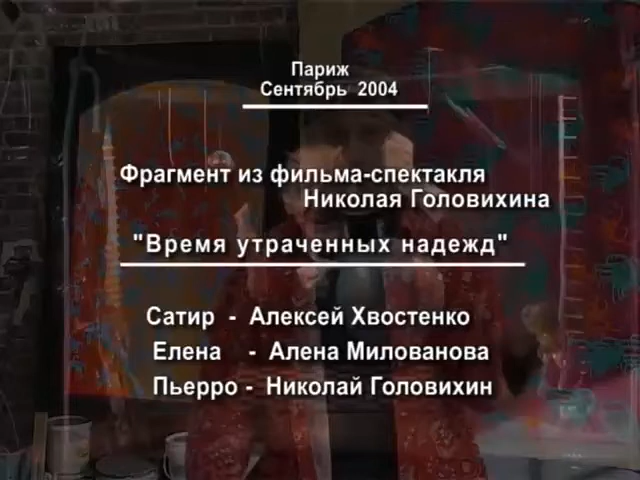 Париж
Сентябрь 2004
Фрагмент из фильма-спектакля
Николая Головихина
"Время утраченных надежд"
Сатир - Алексей Хвостенко
Елена - Алена Милованова
Пьерро - Николай Головихин